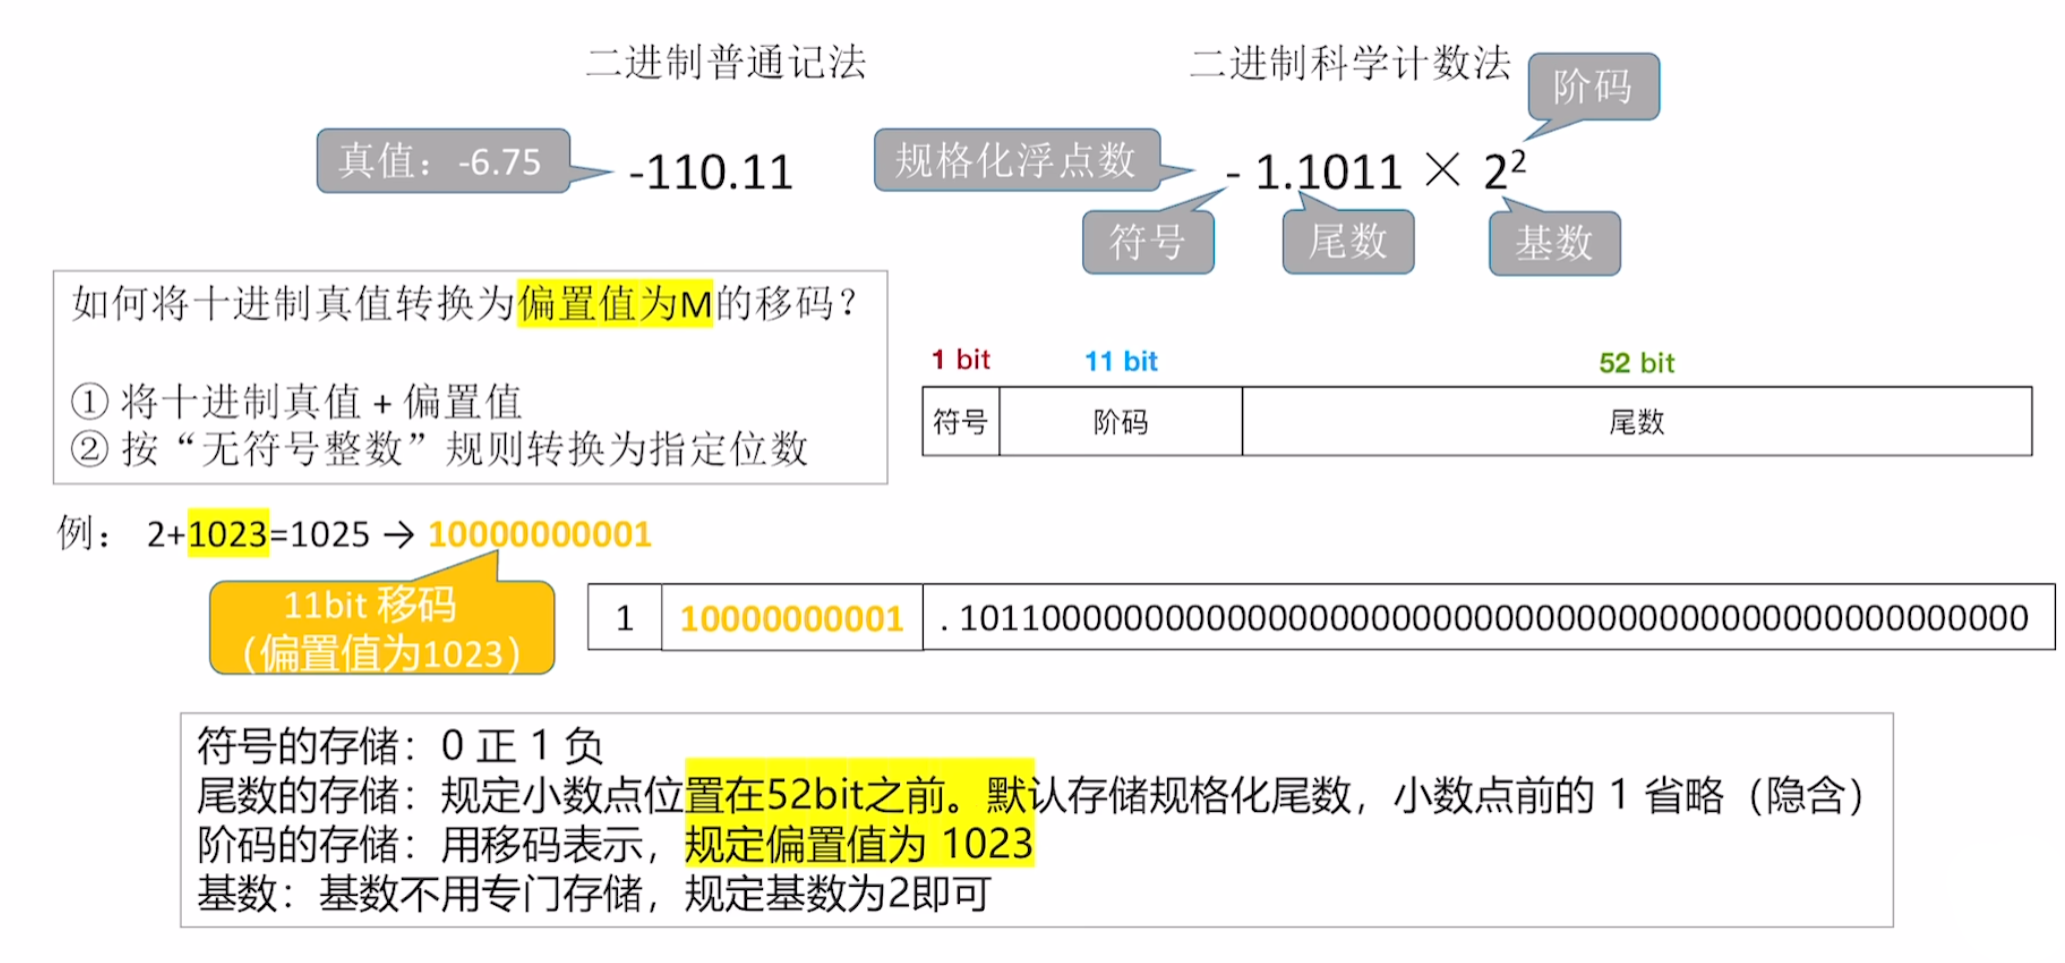 二进制普通记法
二进制科学计数法
阶码
真值：-6.75
-110.11
规格化浮点数
- 1.1011 × 2²
符号
尾数
基数
如何将十进制真值转换为偏置值为M的移码？
① 将十进制真值 + 偏置值
② 按“无符号整数”规则转换为指定位数
1 bit
11 bit
52 bit
符号
阶码
尾数
例： 2+1023=1025 → 10000000001
11bit 移码
（偏置值为1023）
1
10000000001
. 1011000000000000000000000000000000000000000000000000
符号的存储：0 正 1 负
尾数的存储：规定小数点位置在52bit之前。默认存储规格化尾数，小数点前的 1 省略（隐含）
阶码的存储：用移码表示，规定偏置值为 1023
基数：基数不用专门存储，规定基数为2即可